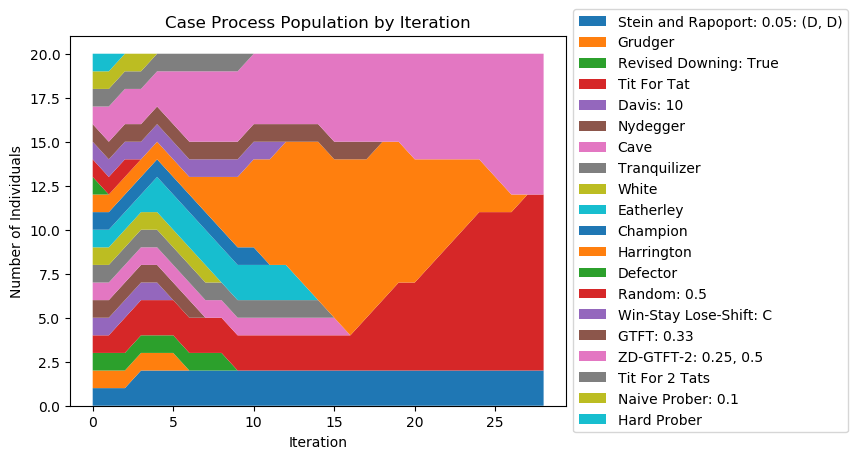 Case Process Population by Iteration
20.0
17.5
15.0
12.5
10.0
7.5
5.0
2.5
0.0
Number of Individuals
0 5 10 15 20 25
Iteration
Stein and Rapoport: 0.05: (D, D)
Grudger
Revised Downing: True
Tit For Tat
Davis: 10
Nydegger
Cave
Tranquilizer
White
Eatherley
Champion
Harrington
Defector
Random: 0.5
Win-Stay Lose-Shift: C
GTFT: 0.33
ZD-GTFT-2: 0.25, 0.5
Tit For 2 Tats
Naive Prober: 0.1
Hard Prober